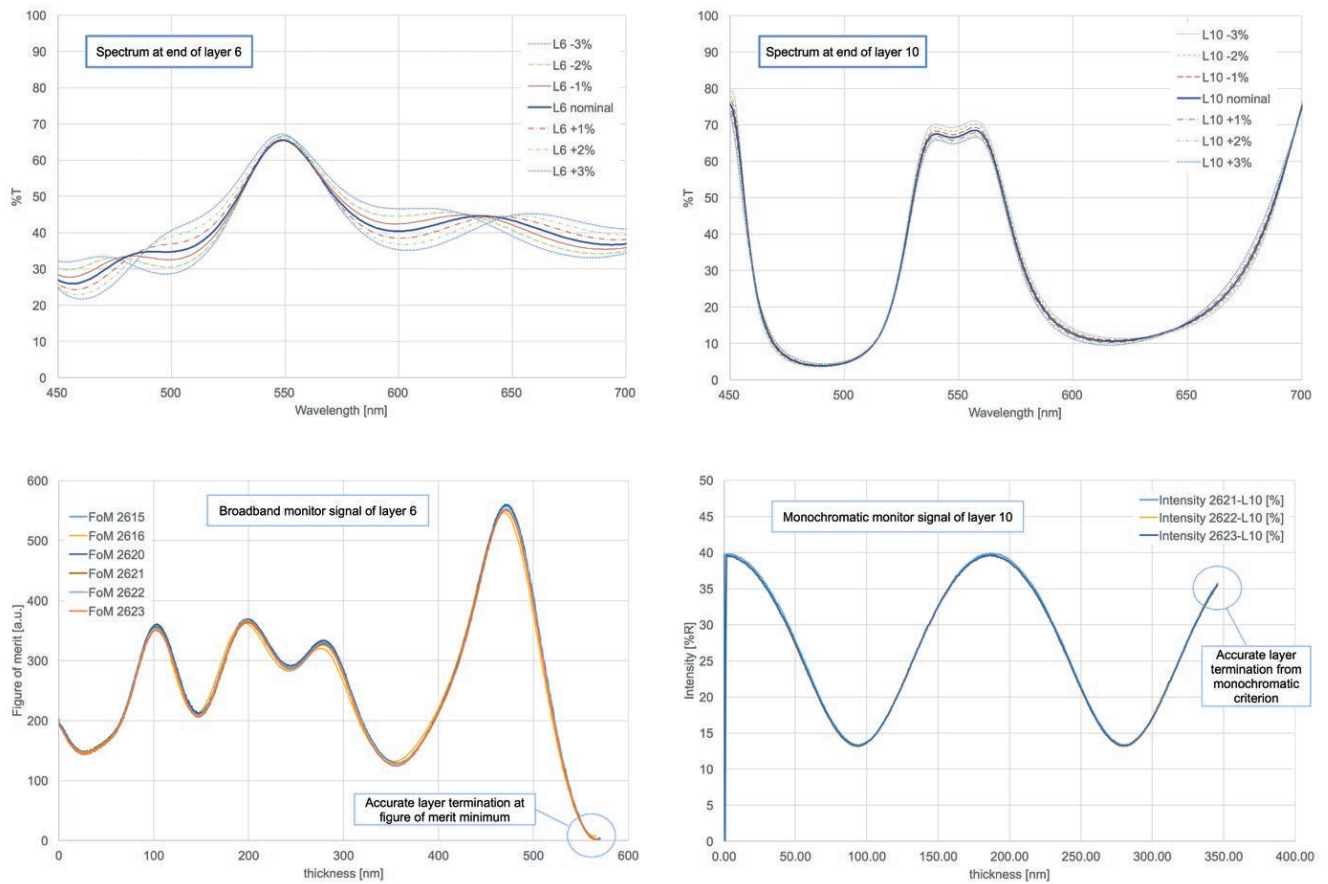 Spectrum at end of layer 6
L6 -3%
L6 -2%
L6 -1%
L6 nominal
L6 +1%
L6 +2%
L6 +3%
100
90
80
70
60
50
40
30
20
10
0
%T
450 500 550 600 650 700
Wavelength [nm]
Spectrum at end of layer 10
L10 -3%
L10 -2%
L10 -1%
L10 nominal
L10 +1%
L10 +2%
L10 +3%
100
90
80
70
60
50
40
30
20
10
0
%T
450 500 550 600 650 700
Wavelength [nm]
Broadband monitor signal of layer 6
FoM 2615
FoM 2616
FoM 2620
FoM 2621
FoM 2622
FoM 2623
600
500
400
300
200
100
0
Figure of merit [a.u.]
Accurate layer termination at
figure of merit minimum
0 100 200 300 400 500 600
thickness [nm]
Monochromatic monitor signal of layer 10
Intensity 2621-L10 [%]
Intensity 2622-L10 [%]
Intensity 2623-L10 [%]
50
45
40
35
30
25
20
15
10
5
0
Intensity [%R]
Accurate layer
termination from
monochromatic
criterion
0.00 50.00 100.00 150.00 200.00 250.00 300.00 350.00 400.00
thickness [nm]